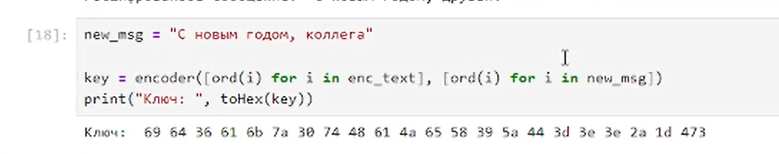 [18]: new_msg = "С новым годом, коллега"
key = encoder([ord(i) for i in enc_text], [ord(i) for i in new_msg])
print("Ключ: ", toHex(key))
Ключ:  69 64 36 61 6b 7a 30 74 48 61 4a 65 58 39 5a 44 3d 3e 3e 2a 1d 473